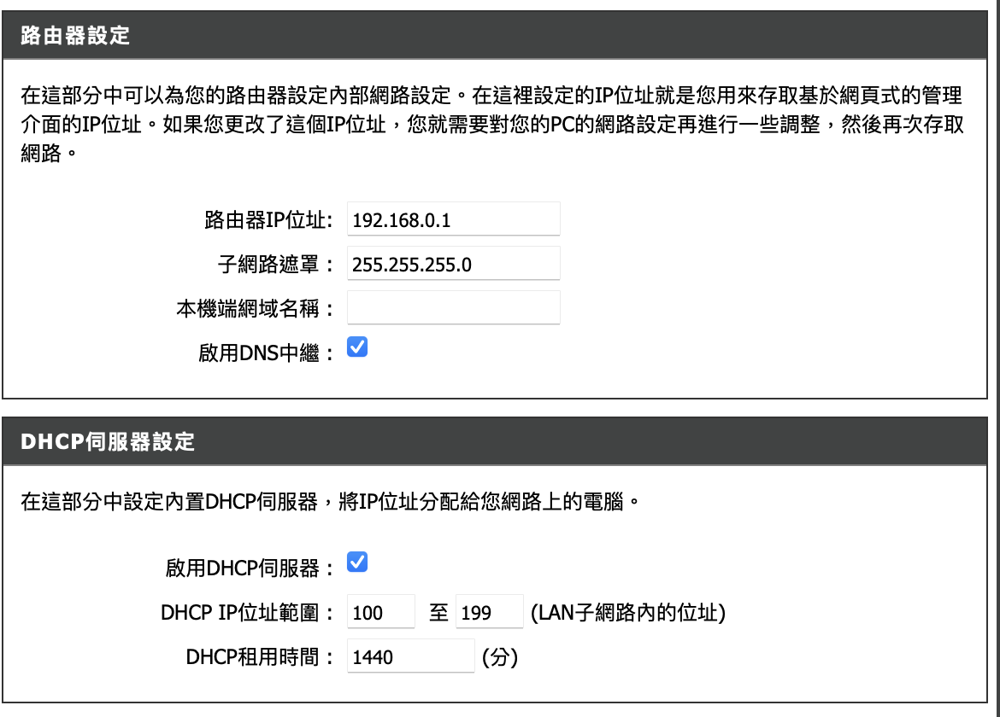 路由器設定
在這部分中可以為您的路由器設定內部網路設定。在這裡設定的IP位址就是您用來存取基於網頁式的管理
介面的IP位址。如果您更改了這個IP位址，您就需要對您的PC的網路設定再進行一些調整，然後再次存取
網路。
路由器IP位址: 192.168.0.1
子網路遮罩： 255.255.255.0
本機端網域名稱：
啟用DNS中繼：
DHCP伺服器設定
在這部分中設定內置DHCP伺服器，將IP位址分配給您網路上的電腦。
啟用DHCP伺服器：
DHCP IP位址範圍： 100 至 199 (LAN子網路內的位址)
DHCP租用時間： 1440 (分)